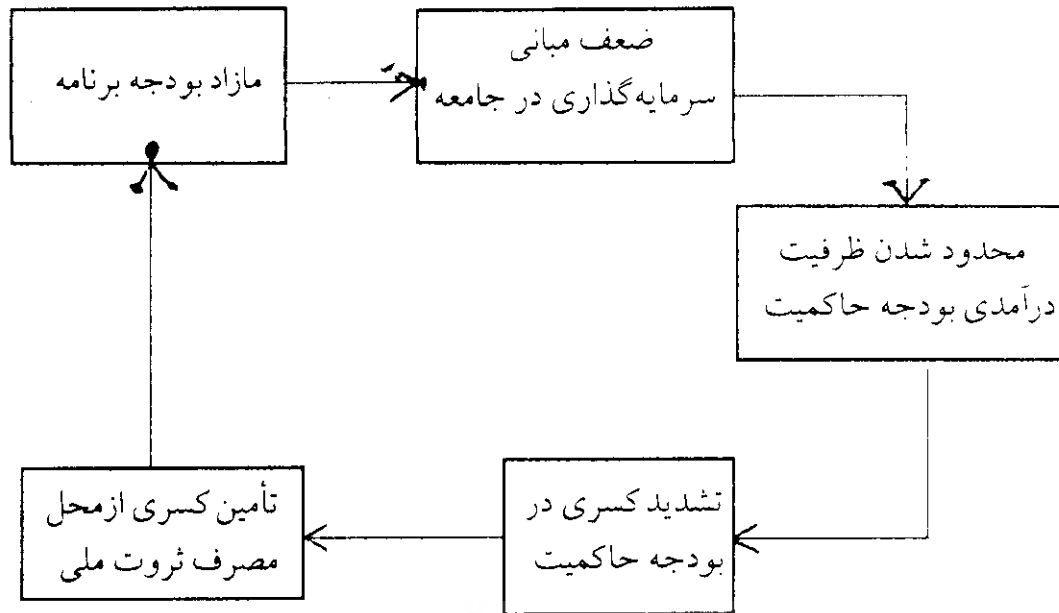 مازاد بودجه برنامه
ضعف مبانی
سرمایه‌گذاری در جامعه
محدود شدن ظرفیت
درآمدی بودجه حاکمیت
تشدید کسری در
بودجه حاکمیت
تأمین کسری ازمحل
مصرف ثروت ملی